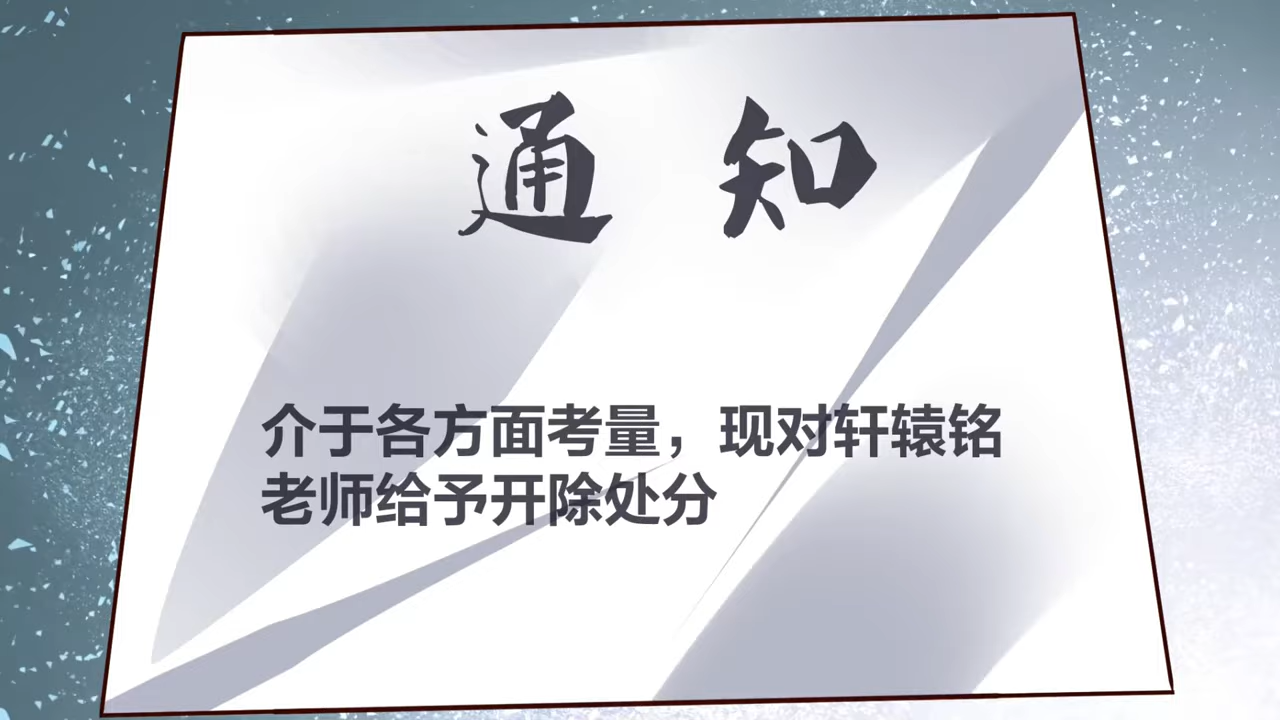 通知
介于各方面考量，现对轩辕铭
老师给予开除处分